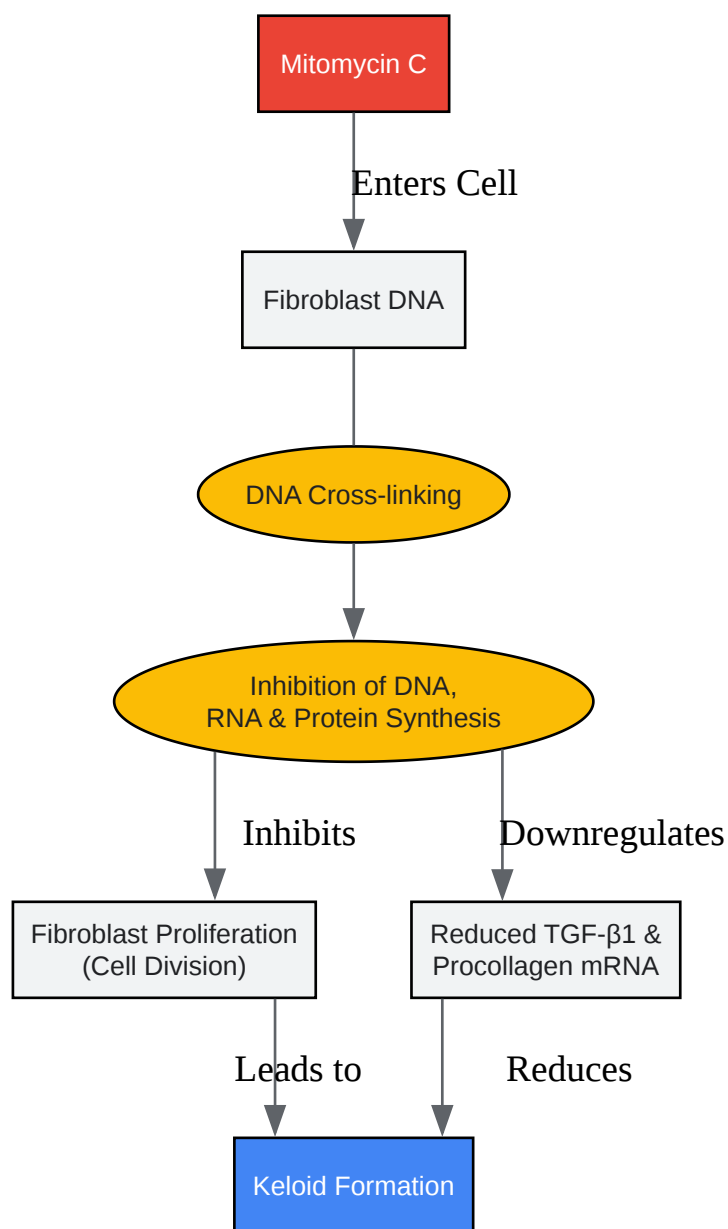 Mitomycin C
Enters Cell
Fibroblast DNA
DNA Cross-linking
Inhibition of DNA,
RNA & Protein Synthesis
Inhibits
Downregulates
Fibroblast Proliferation
(Cell Division)
Reduced TGF-β1 &
Procollagen mRNA
Leads to
Reduces
Keloid Formation